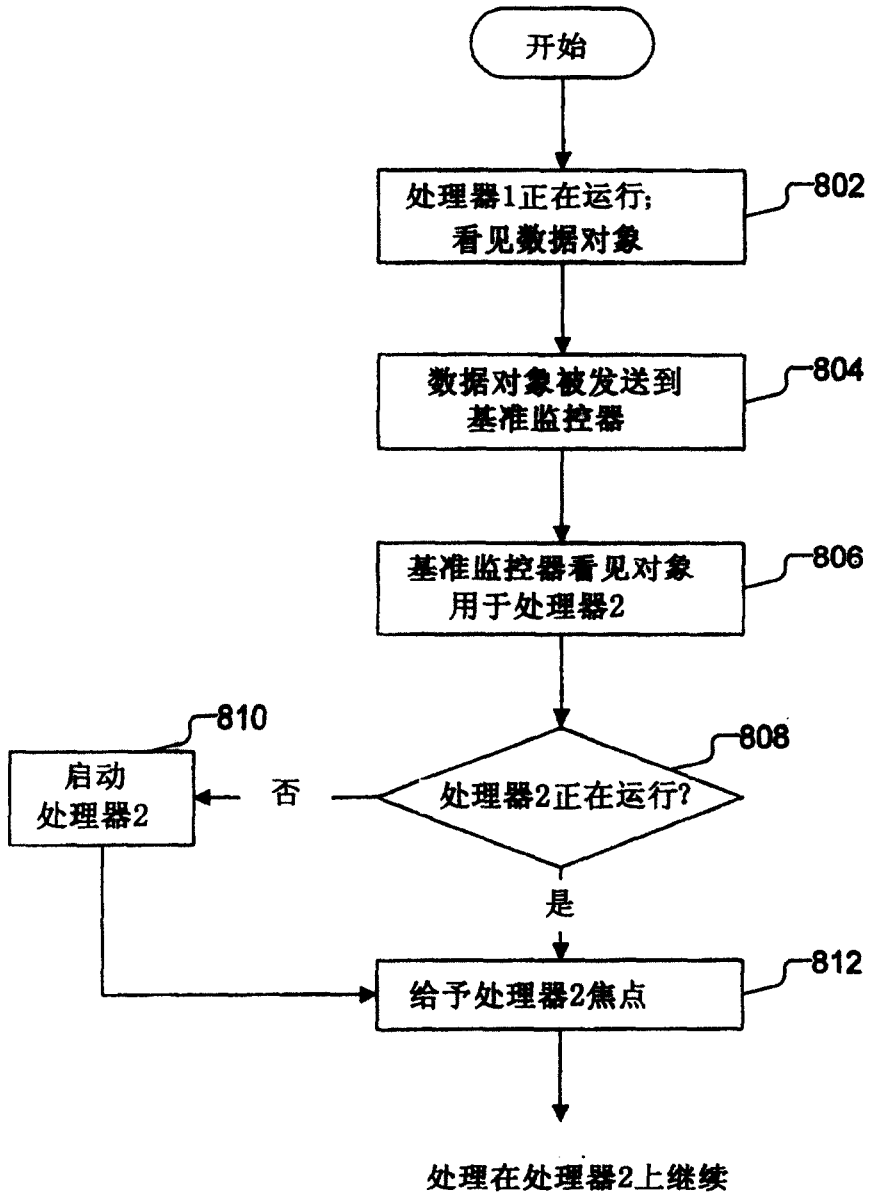 开始
处理器1正在运行;
看见数据对象
802
数据对象被发送到
基准监控器
804
基准监控器看见对象
用于处理器2
806
处理器2正在运行?
808
否
810
启动
处理器2
是
给予处理器2焦点
812
处理在处理器2上继续